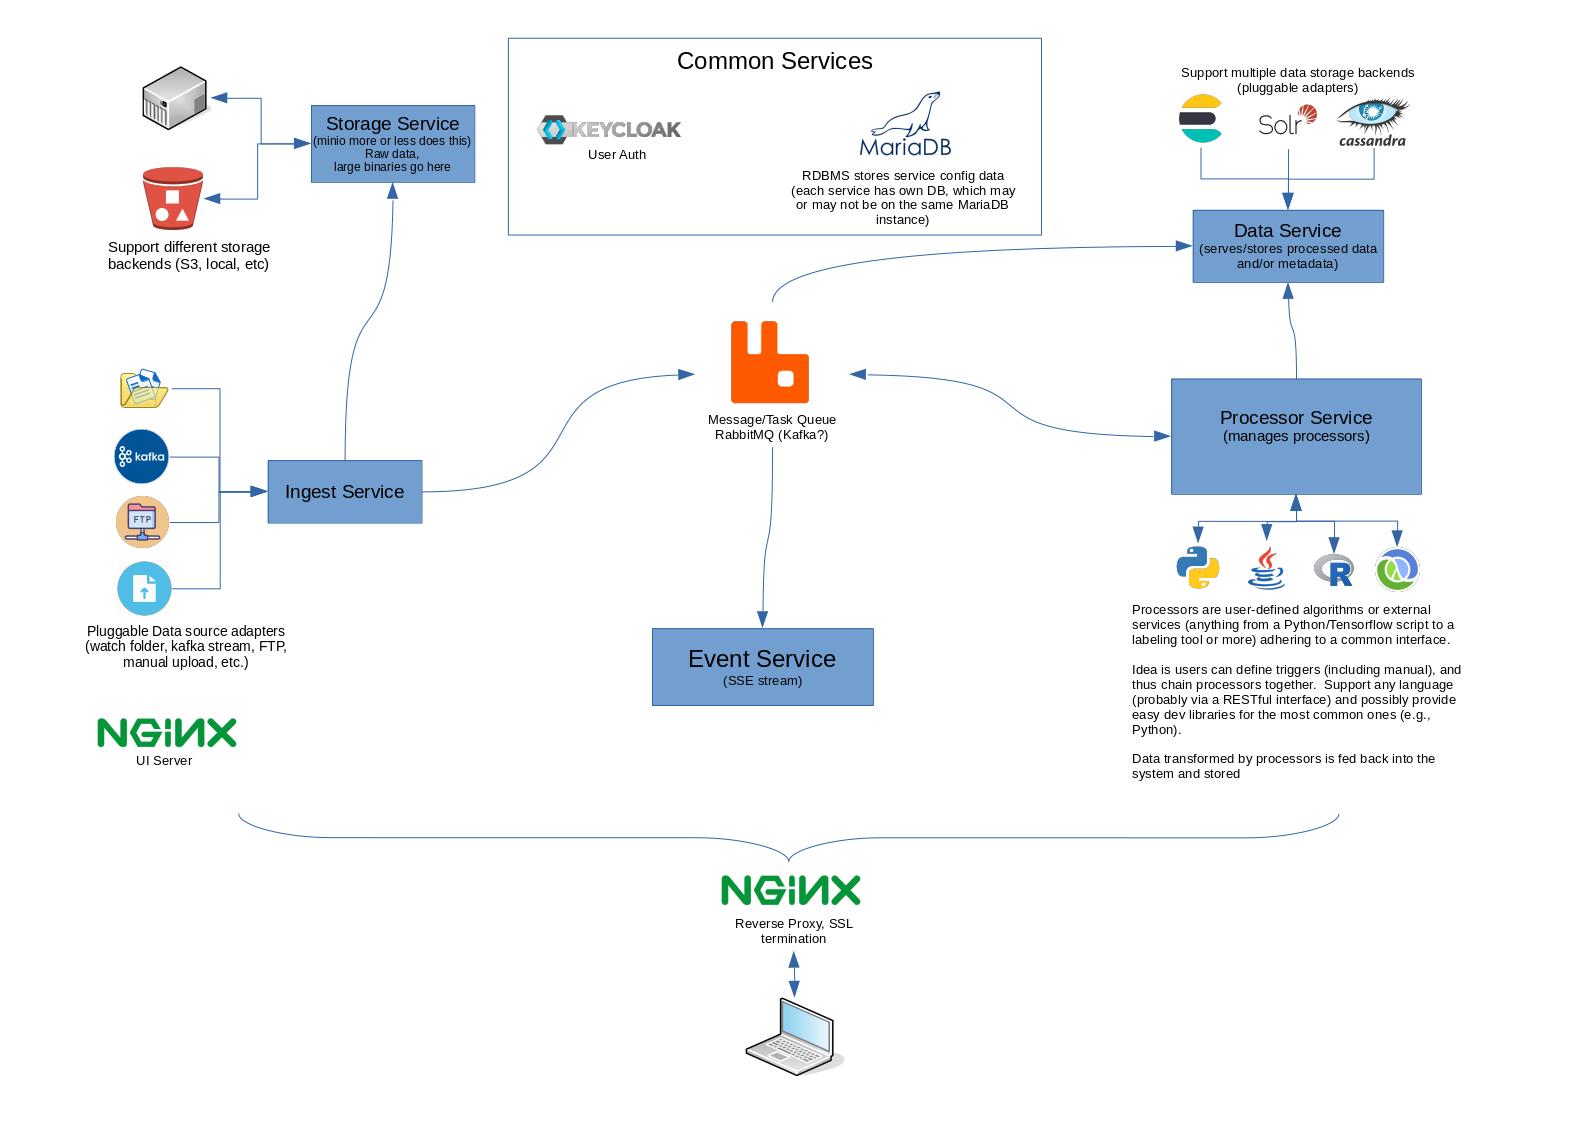 Common Services
KEYCLOAK
User Auth
MariaDB
RDBMS stores service config data
(each service has own DB, which may
or may not be on the same MariaDB
instance)
Storage Service
(minio more or less does this)
Raw data,
large binaries go here
Support different storage
backends (S3, local, etc)
Support multiple data storage backends
(pluggable adapters)
Solr
cassandra
Data Service
(serves/stores processed data
and/or metadata)
Message/Task Queue
RabbitMQ (Kafka?)
Processor Service
(manages processors)
kafka
FTP
Ingest Service
Pluggable Data source adapters
(watch folder, kafka stream, FTP,
manual upload, etc.)
R
Processors are user-defined algorithms or external
services (anything from a Python/Tensorflow script to a
labeling tool or more) adhering to a common interface.
Idea is users can define triggers (including manual), and
thus chain processors together.  Support any language
(probably via a RESTful interface) and possibly provide
easy dev libraries for the most common ones (e.g.,
Python).
Data transformed by processors is fed back into the
system and stored
Event Service
(SSE stream)
NGINX
UI Server
NGINX
Reverse Proxy, SSL
termination